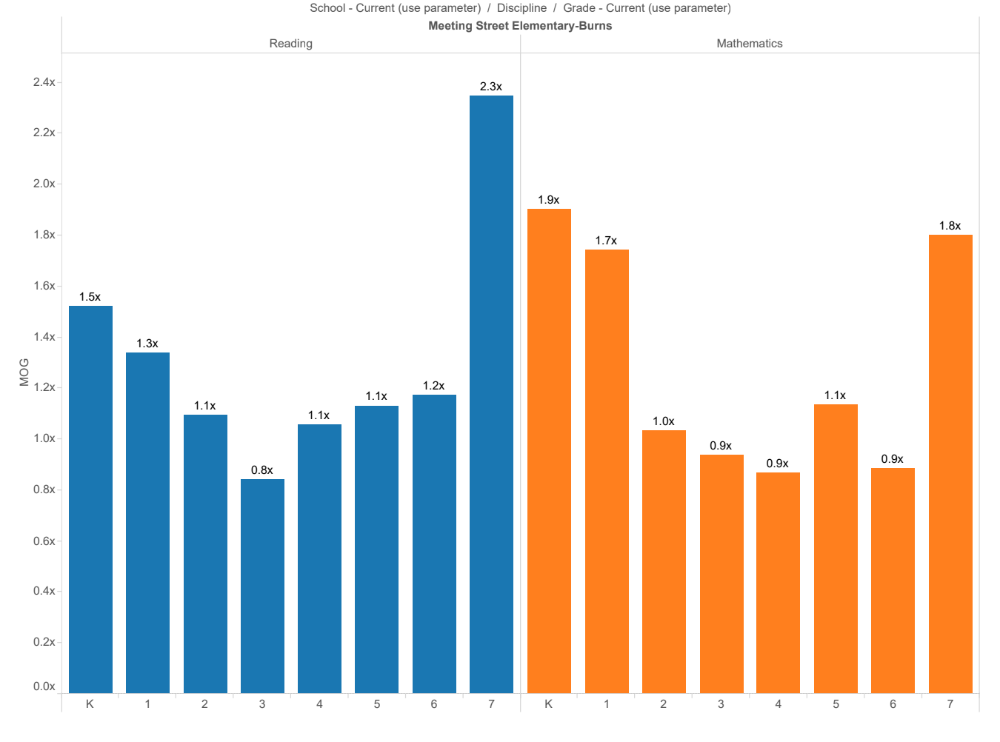 School - Current (use parameter) / Discipline / Grade - Current (use parameter)
Meeting Street Elementary-Burns
Reading Mathematics
2.4x
2.3x
2.2x
2.0x
1.9x
1.8x
1.8x
1.7x
1.6x
1.5x
1.4x
1.3x
MOG
1.2x
1.2x
1.1x
1.1x
1.1x
1.1x
1.0x
1.0x
0.9x
0.9x
0.9x
0.8x
0.8x
0.6x
0.4x
0.2x
0.0x
K 1 2 3 4 5 6 7 K 1 2 3 4 5 6 7